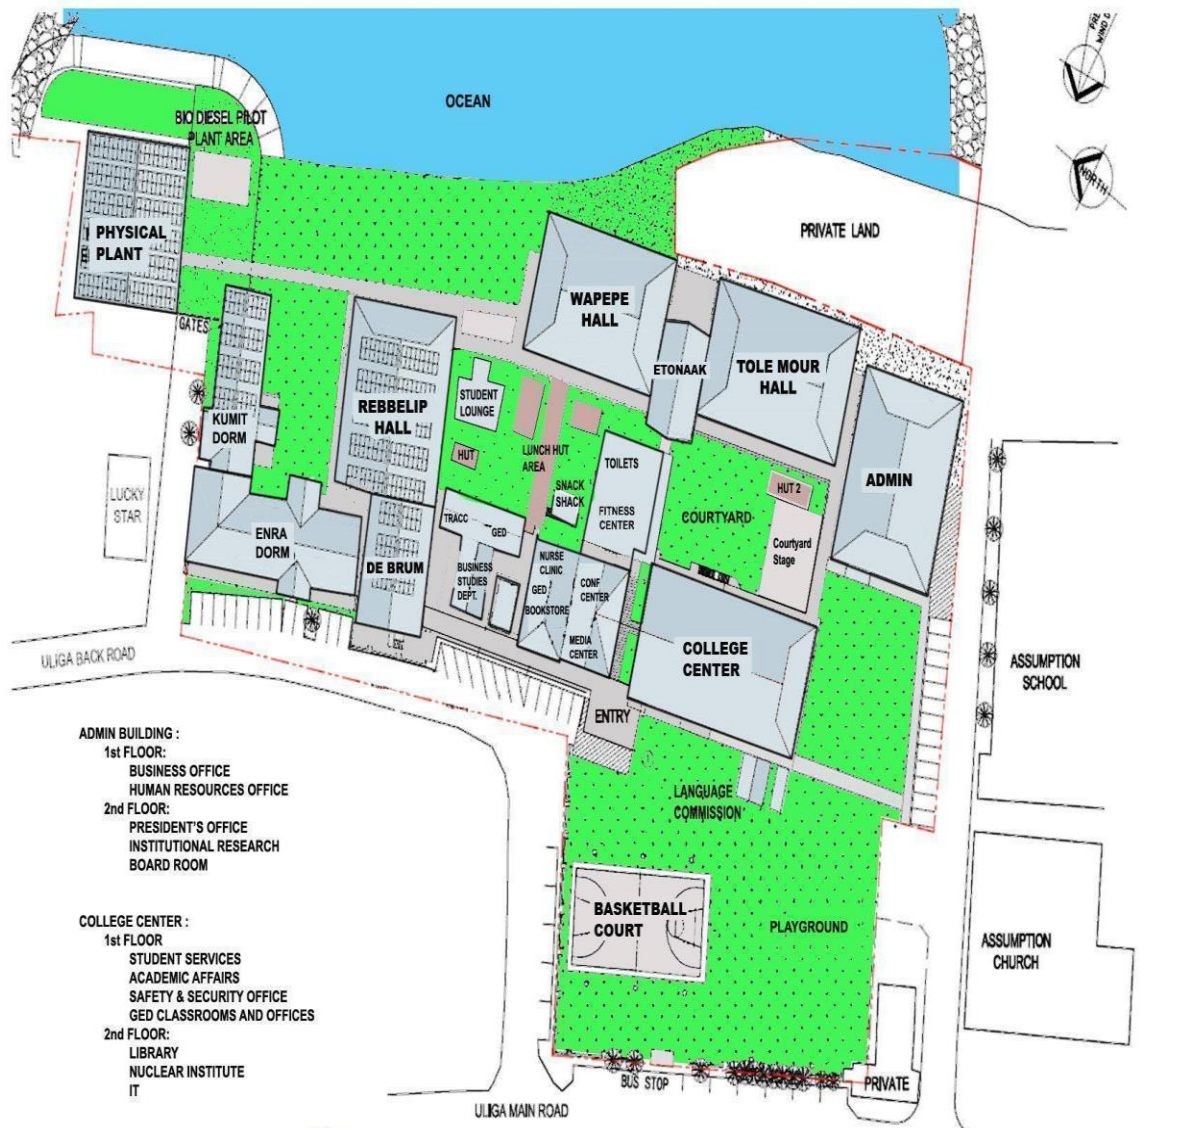 OCEAN
BIO DIESEL PILOT
PLANT AREA
PHYSICAL
PLANT
PRIVATE LAND
NORTH
GATES
WAPEPE
HALL
ETONAAK
TOLE MOUR
HALL
KUMIT
DORM
REBBELIP
HALL
STUDENT
LOUNGE
HUT
LUNCH HUT
AREA
SNACK
SHACK
TOILETS
FITNESS
CENTER
COURTYARD
HUT 2
Courtyard
Stage
ADMIN
LUCKY
STAR
ENRA
DORM
DE BRUM
TRACC
GED
BUSINESS
STUDIES
DEPT.
NURSE
CLINIC
GED
BOOKSTORE
CONF
CENTER
MEDIA
CENTER
COLLEGE
CENTER
ENTRY
ULIGA BACK ROAD
ASSUMPTION
SCHOOL
LANGUAGE
COMMISSION
BASKETBALL
COURT
PLAYGROUND
ASSUMPTION
CHURCH
BUS STOP
PRIVATE
ULIGA MAIN ROAD
ADMIN BUILDING :
1st FLOOR:
BUSINESS OFFICE
HUMAN RESOURCES OFFICE
2nd FLOOR:
PRESIDENT'S OFFICE
INSTITUTIONAL RESEARCH
BOARD ROOM
COLLEGE CENTER :
1st FLOOR
STUDENT SERVICES
ACADEMIC AFFAIRS
SAFETY & SECURITY OFFICE
GED CLASSROOMS AND OFFICES
2nd FLOOR:
LIBRARY
NUCLEAR INSTITUTE
IT